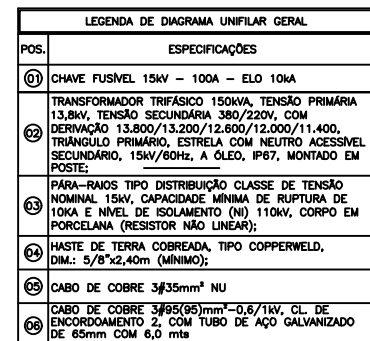 LEGENDA DE DIAGRAMA UNIFILAR GERAL
POS. ESPECIFICAÇÕES
01 CHAVE FUSÍVEL 15kV – 100A – ELO 10kA
TRANSFORMADOR TRIFÁSICO 150kVA, TENSÃO PRIMÁRIA
13,8kV, TENSÃO SECUNDÁRIA 380/220V, COM
02 DERIVAÇÃO 13.800/13.200/12.600/12.000/11.400,
TRIÂNGULO PRIMÁRIO, ESTRELA COM NEUTRO ACESSÍVEL
SECUNDÁRIO, 15kV/60Hz, A ÓLEO, IP67, MONTADO EM
POSTE;
PÁRA–RAIOS TIPO DISTRIBUIÇÃO CLASSE DE TENSÃO
03 NOMINAL 15kV, CAPACIDADE MÍNIMA DE RUPTURA DE
10KA E NÍVEL DE ISOLAMENTO (NI) 110kV, CORPO EM
PORCELANA (RESISTOR NÃO LINEAR);
04 HASTE DE TERRA COBREADA, TIPO COPPERWELD,
DIM.: 5/8"x2,40m (MÍNIMO);
05 CABO DE COBRE 3#35mm² NU
CABO DE COBRE 3#95(95)mm²–0,6/1kV, CL. DE
06 ENCORDOAMENTO 2, COM TUBO DE AÇO GALVANIZADO
DE 65mm COM 6,0 mts